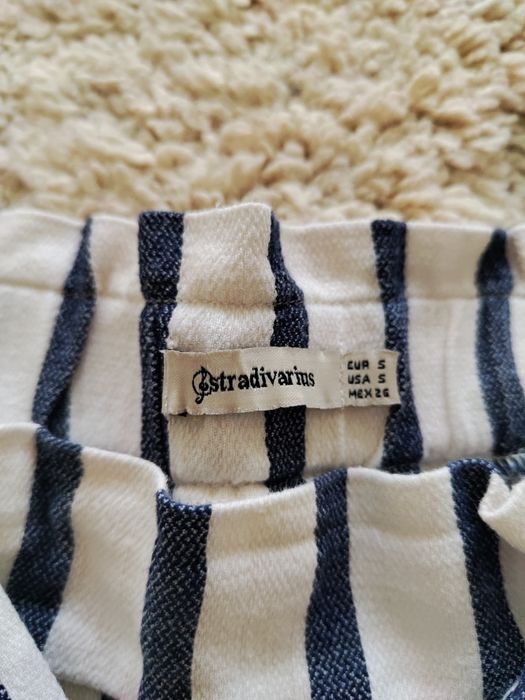 stradivarius
EUR S
USA S
MEX 26